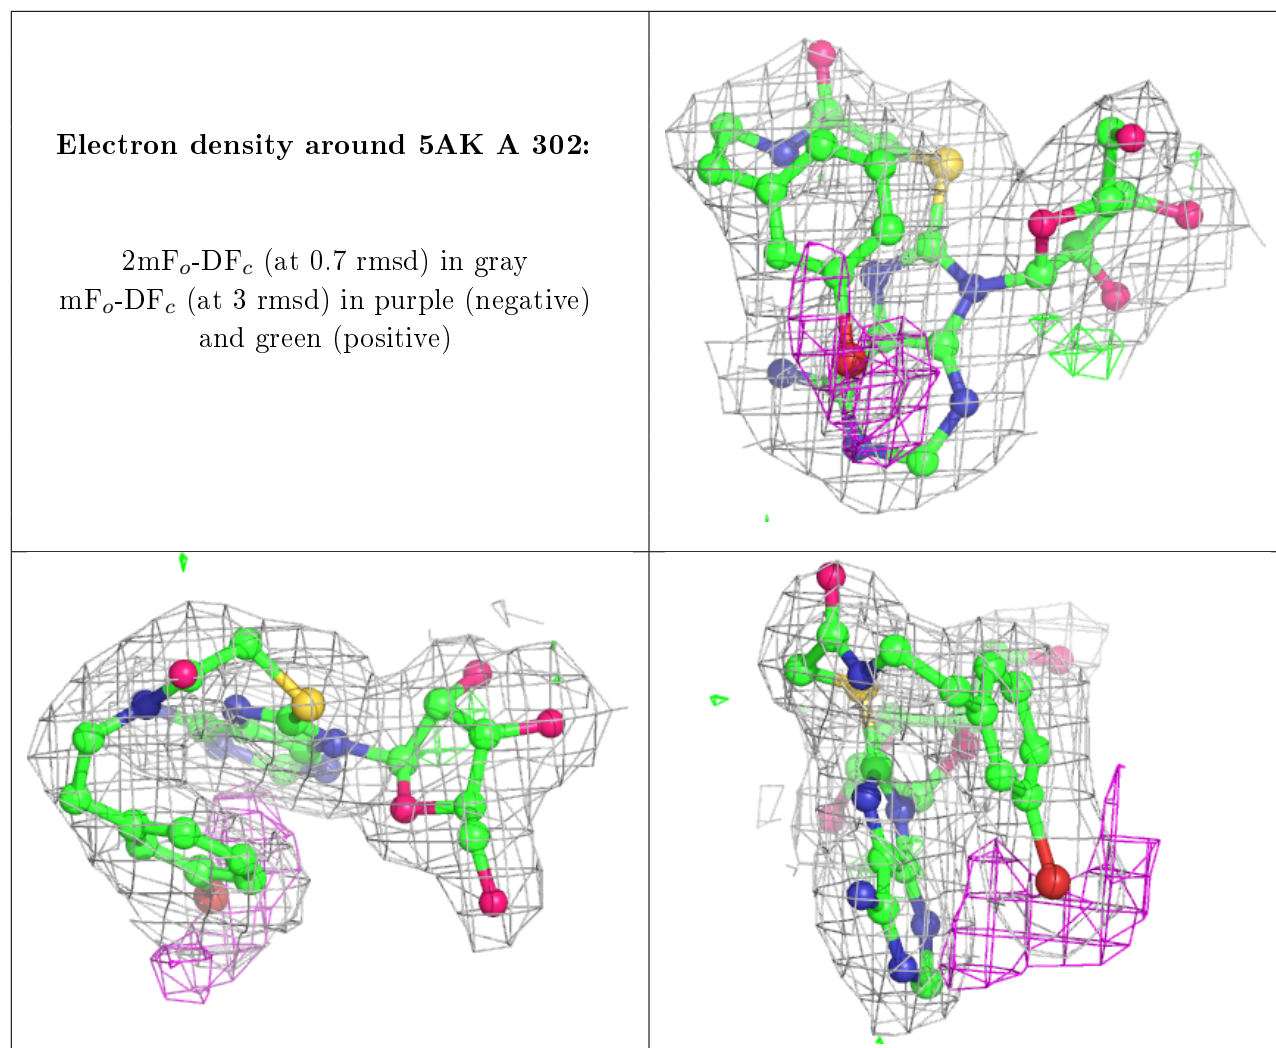 Electron density around 5AK A 302:
2mFo-DFc (at 0.7 rmsd) in gray
mFo-DFc (at 3 rmsd) in purple (negative)
and green (positive)